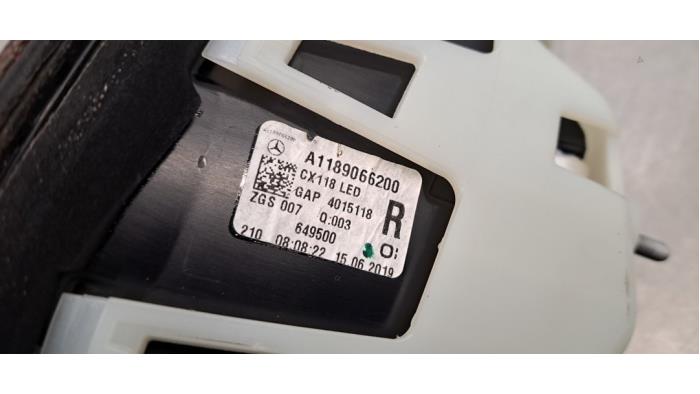 A1189066200
CX118 LED
GAP 4015118
ZGS 007 Q:003
R
649500
210 08:08:22 15.06.2019